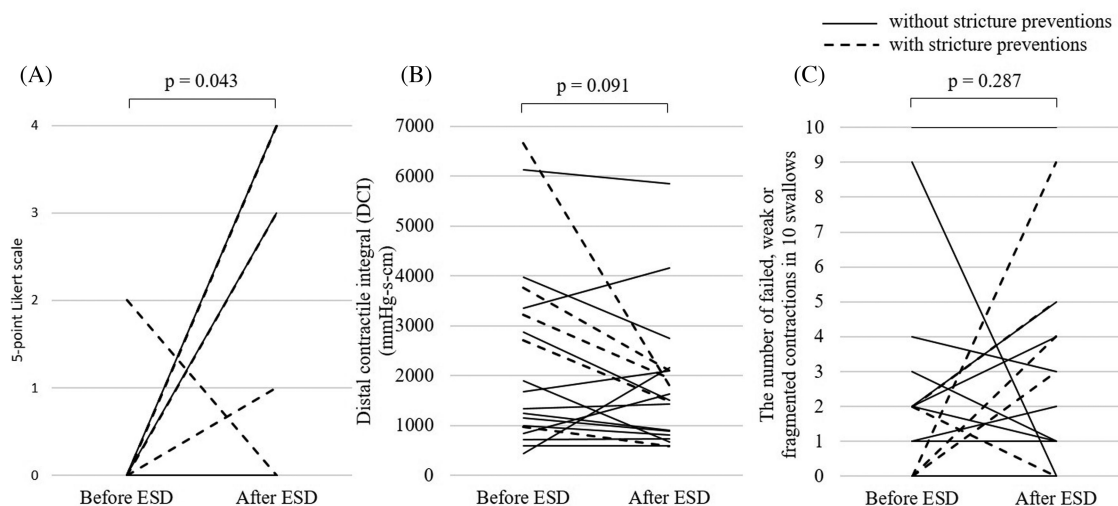 without stricture preventions
with stricture preventions
(A)
p = 0.043
5-point Likert scale
4
3
2
1
0
Before ESD
After ESD
(B)
p = 0.091
Distal contractile integral (DCI)
(mmHg-s-cm)
7000
6000
5000
4000
3000
2000
1000
0
Before ESD
After ESD
(C)
p = 0.287
The number of failed, weak or
fragmented contractions in 10 swallows
10
9
8
7
6
5
4
3
2
1
0
Before ESD
After ESD